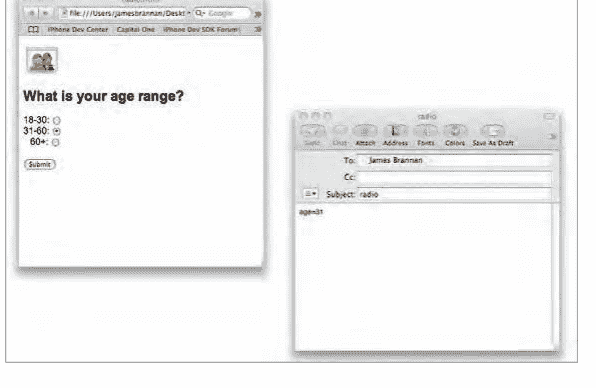 file:///Users/jamesbrannan/Deskt Google
iPhone Dev Center Capital One iPhone Dev SDK Forum
What is your age range?
18-30:
31-60:
60+:
Submit
radio
Send Chat Attach Address Fonts Colors Save As Draft
To: James Brannan
Cc:
Subject: radio
age=31